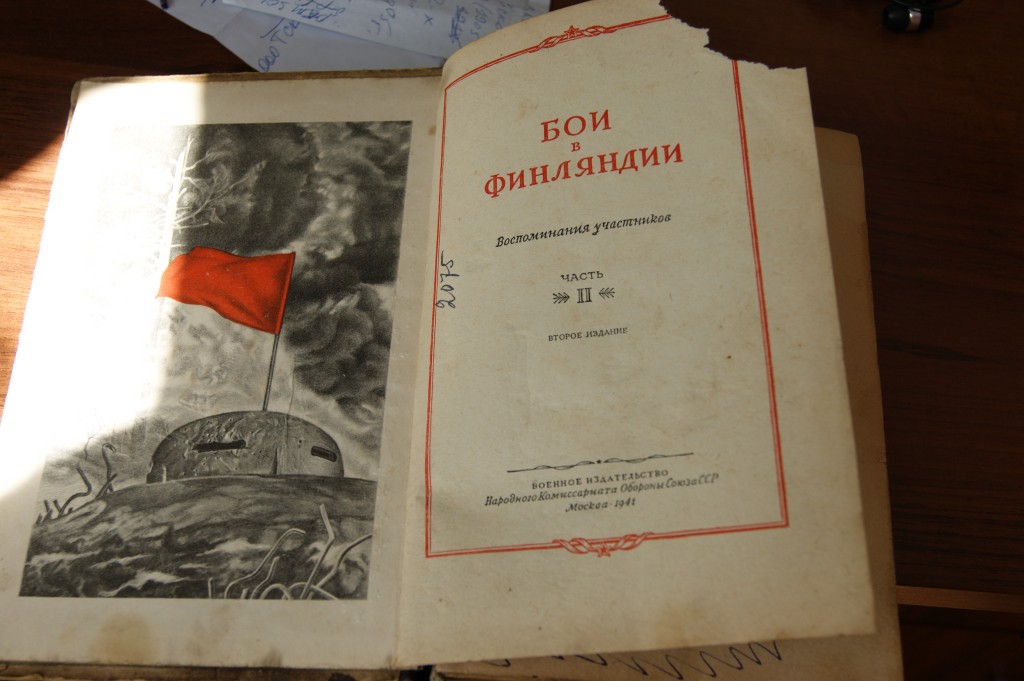 БОИ
в
ФИНЛЯНДИИ
Воспоминания участников
ЧАСТЬ
II
ВТОРОЕ ИЗДАНИЕ
2075
ВОЕННОЕ ИЗДАТЕЛЬСТВО
Народного Комиссариата Обороны Союза ССР
Москва - 1941